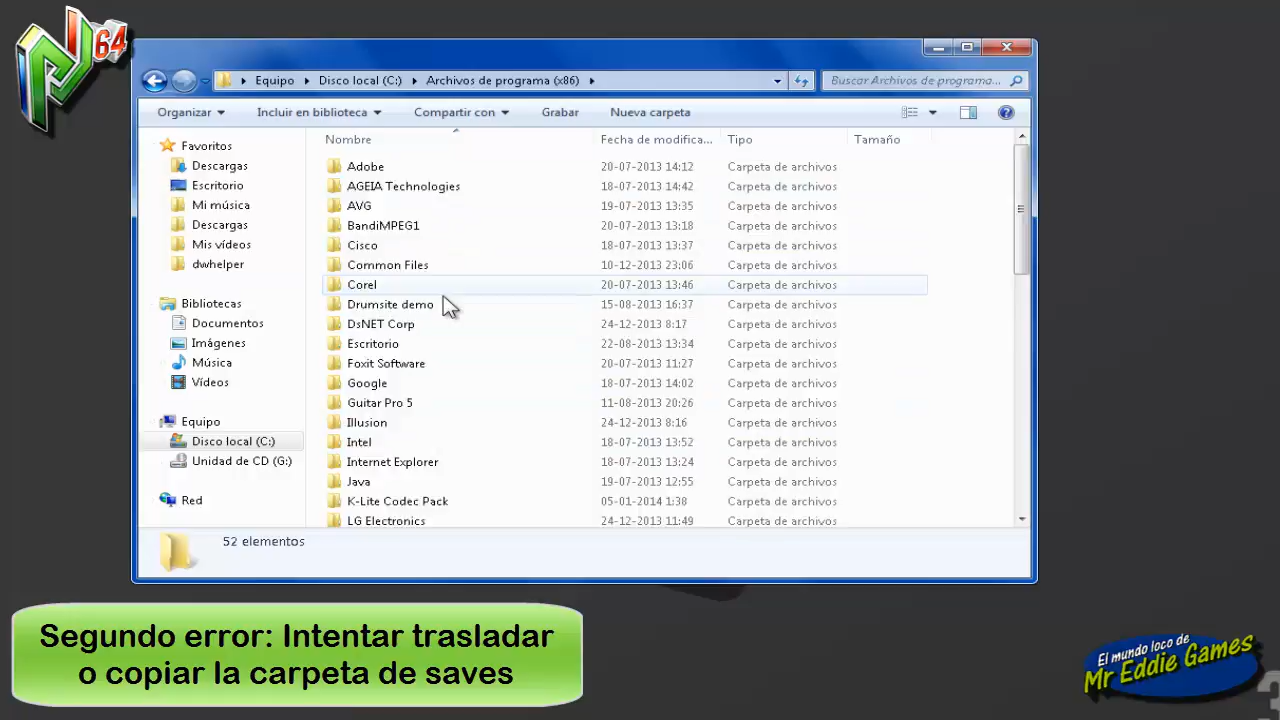 64
Equipo Disco local (C:) Archivos de programa (x86)
Buscar Archivos de programa...
Organizar Incluir en biblioteca Compartir con Grabar Nueva carpeta
Nombre Fecha de modifica... Tipo Tamaño
Favoritos
Descargas
Escritorio
Mi música
Descargas
Mis vídeos
dwhelper
Bibliotecas
Documentos
Imágenes
Música
Vídeos
Equipo
Disco local (C:)
Unidad de CD (G:)
Red
Adobe 20-07-2013 14:12 Carpeta de archivos
AGEIA Technologies 18-07-2013 14:42 Carpeta de archivos
AVG 19-07-2013 13:35 Carpeta de archivos
BandiMPEG1 20-07-2013 13:18 Carpeta de archivos
Cisco 18-07-2013 13:37 Carpeta de archivos
Common Files 10-12-2013 23:06 Carpeta de archivos
Corel 20-07-2013 13:46 Carpeta de archivos
Drumsite demo 15-08-2013 16:37 Carpeta de archivos
DsNET Corp 24-12-2013 8:17 Carpeta de archivos
Escritorio 22-08-2013 13:34 Carpeta de archivos
Foxit Software 20-07-2013 11:27 Carpeta de archivos
Google 18-07-2013 14:02 Carpeta de archivos
Guitar Pro 5 11-08-2013 20:26 Carpeta de archivos
Illusion 24-12-2013 8:16 Carpeta de archivos
Intel 18-07-2013 13:52 Carpeta de archivos
Internet Explorer 18-07-2013 13:24 Carpeta de archivos
Java 19-07-2013 12:55 Carpeta de archivos
K-Lite Codec Pack 05-01-2014 1:38 Carpeta de archivos
LG Electronics 24-12-2013 11:49 Carpeta de archivos
52 elementos
Segundo error: Intentar trasladar
o copiar la carpeta de saves
El mundo loco de
Mr Eddie Games